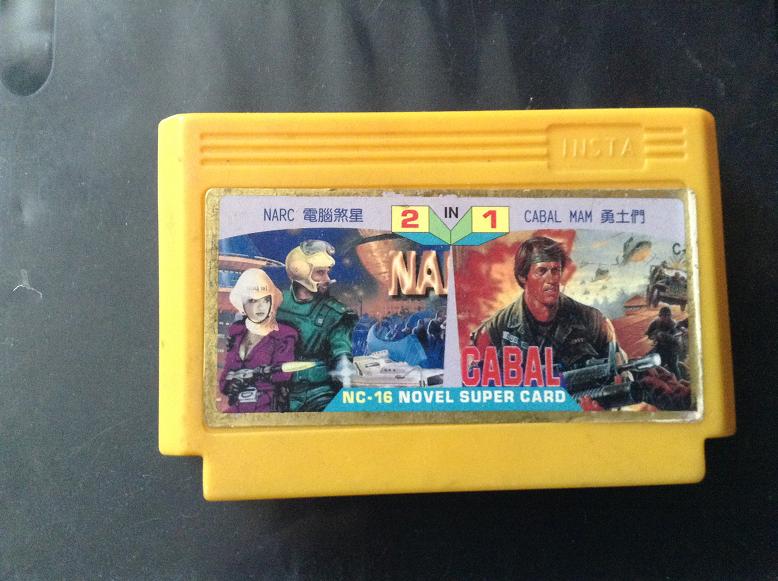 INSTA
NARC 電腦煞星
2 IN 1
CABAL MAM 勇士們
NA
C-
CABAL
NC-16 NOVEL SUPER CARD